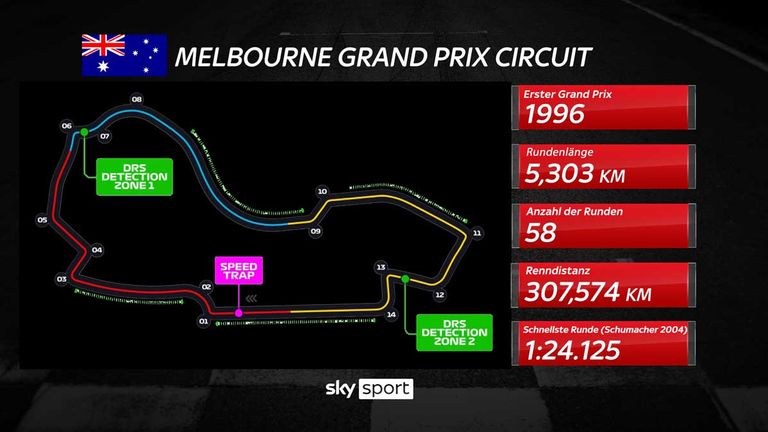 MELBOURNE GRAND PRIX CIRCUIT
08
06
07
DRS
DETECTION
ZONE 1
10
05
09
11
04
03
02
SPEED
TRAP
13
12
01
14
DRS
DETECTION
ZONE 2
Erster Grand Prix
1996
Rundenlänge
5,303 KM
Anzahl der Runden
58
Renndistanz
307,574 KM
Schnellste Runde (Schumacher 2004)
1:24.125
sky sport